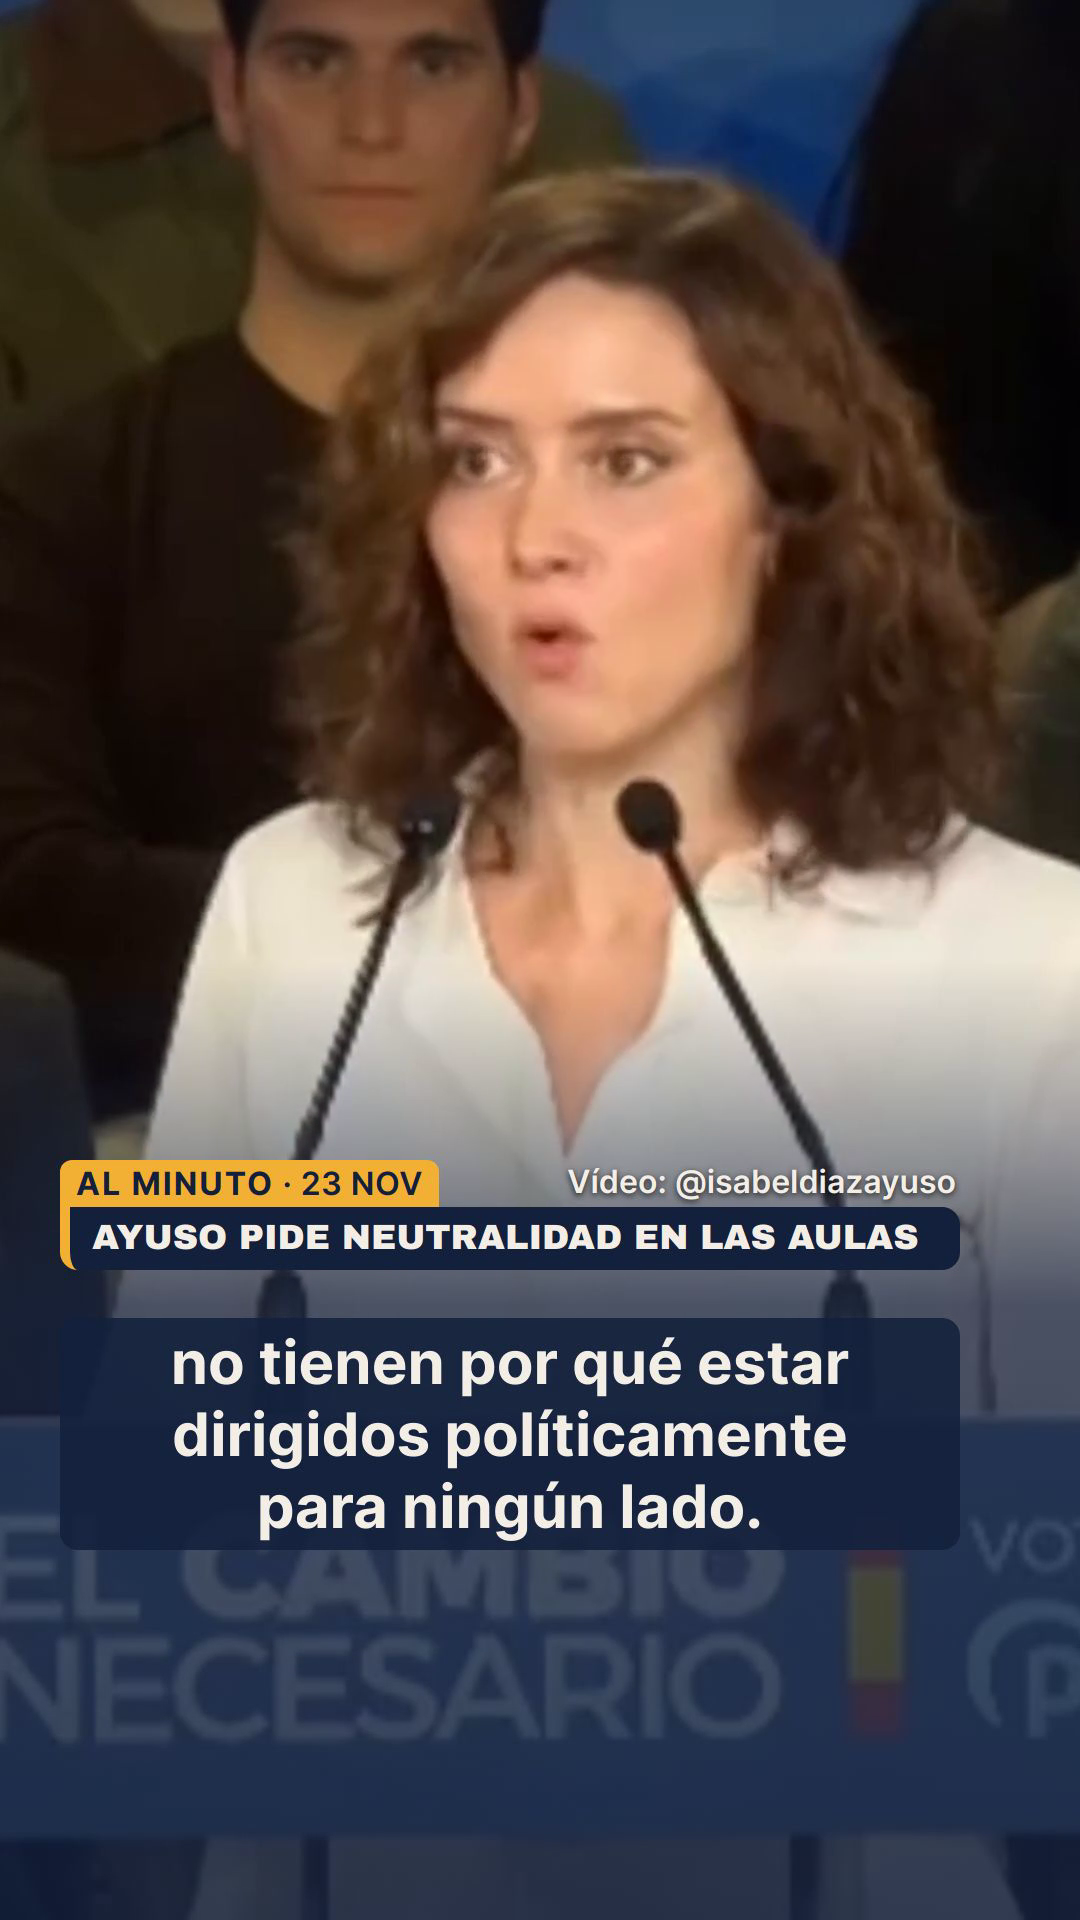 AL MINUTO · 23 NOV
Vídeo: @isabeldiazayuso
AYUSO PIDE NEUTRALIDAD EN LAS AULAS
no tienen por qué estar
dirigidos políticamente
para ningún lado.
EL CAMBIO
NECESARIO
VOT
P